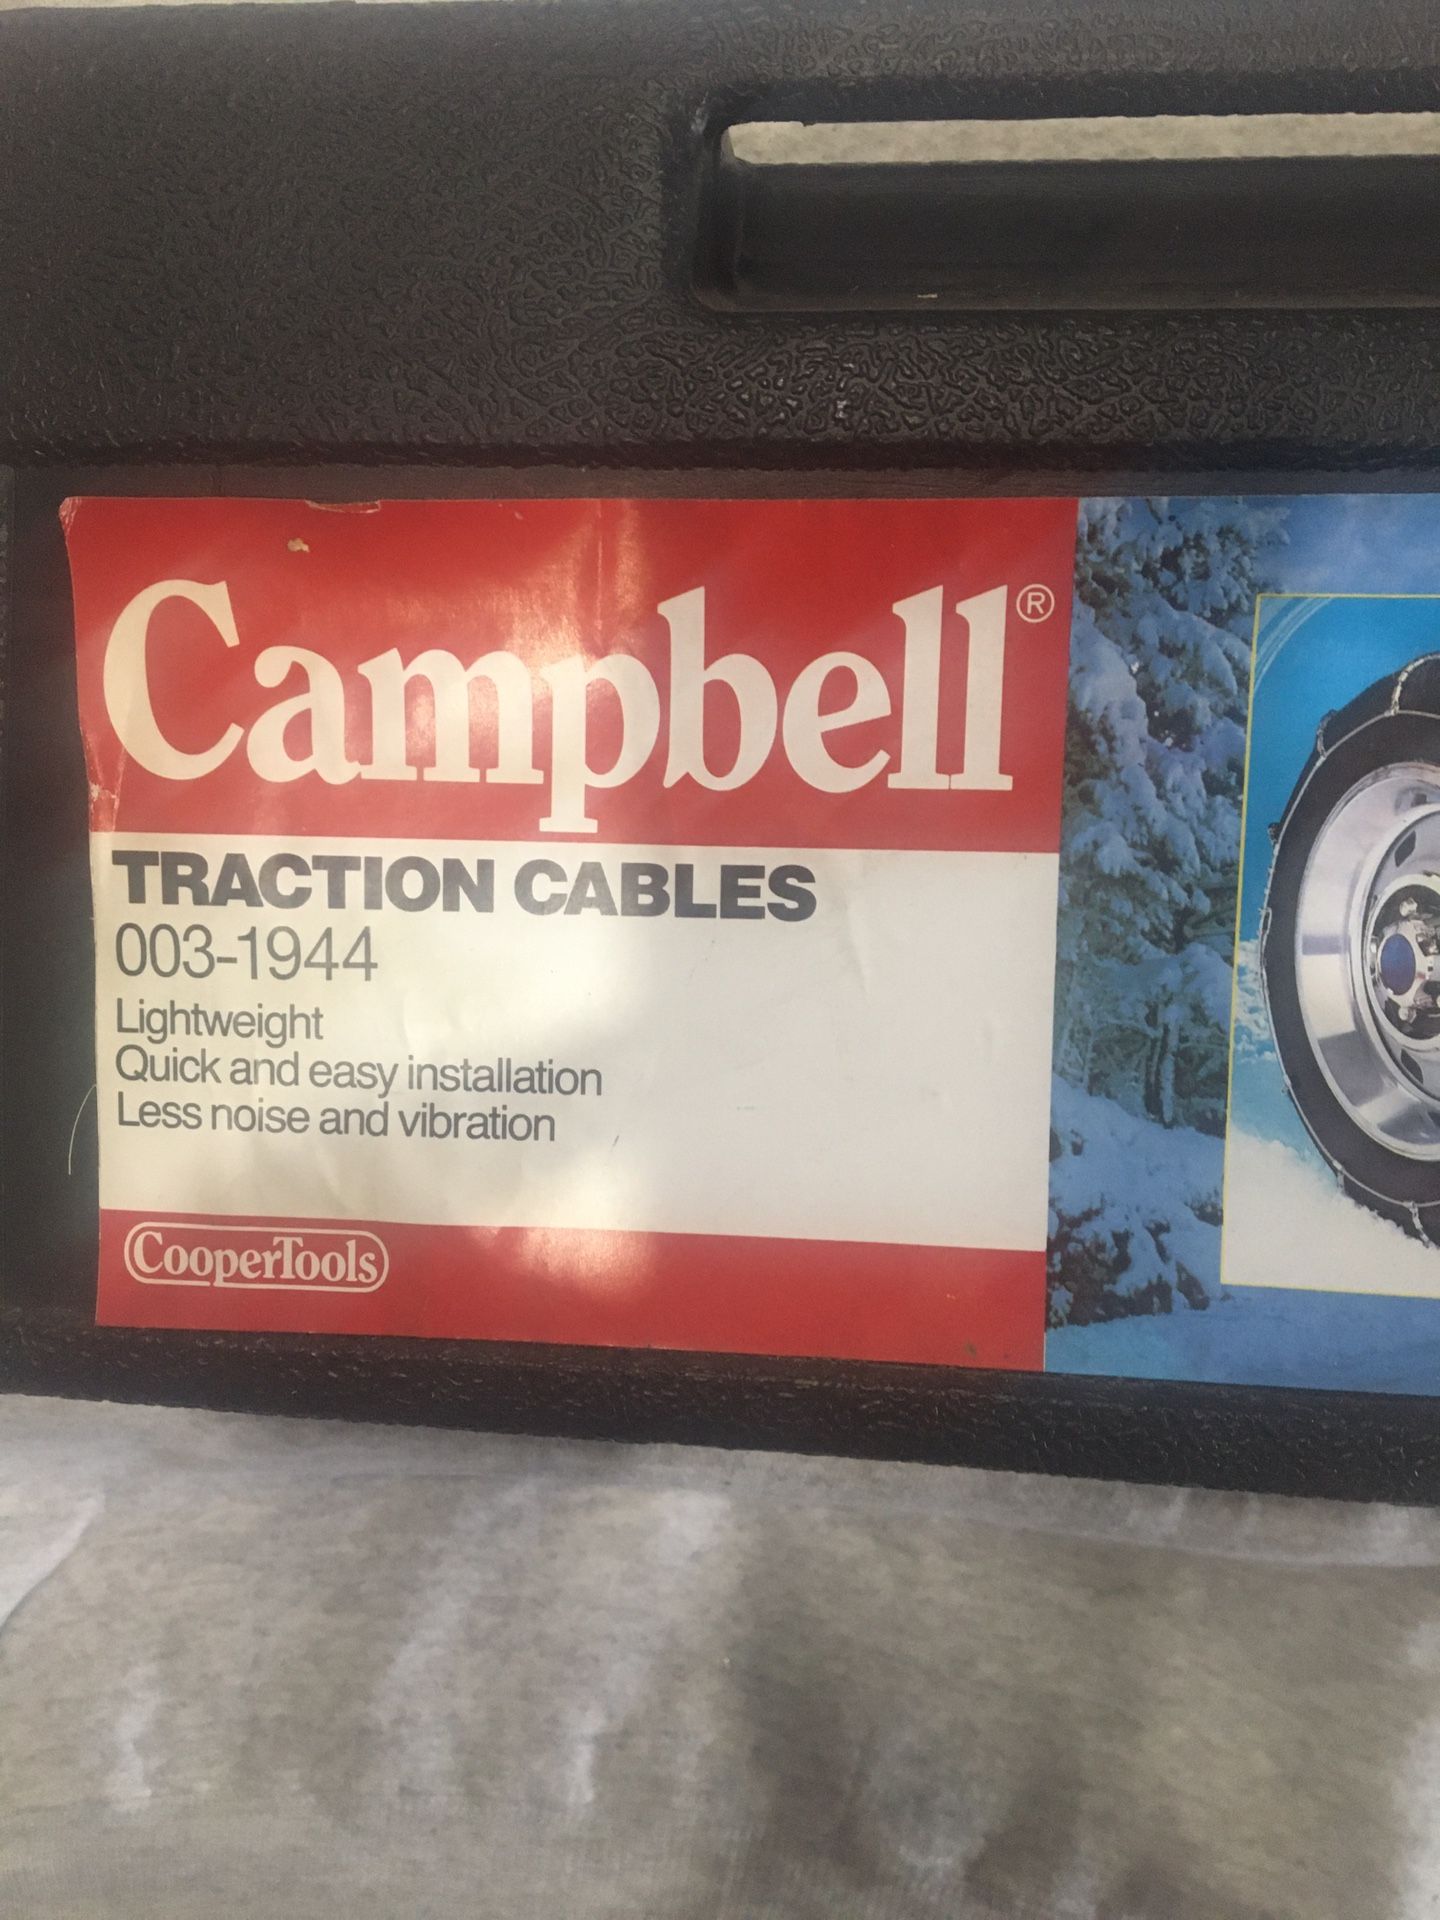 Campbell®
TRACTION CABLES
003-1944
Lightweight
Quick and easy installation
Less noise and vibration
CooperTools